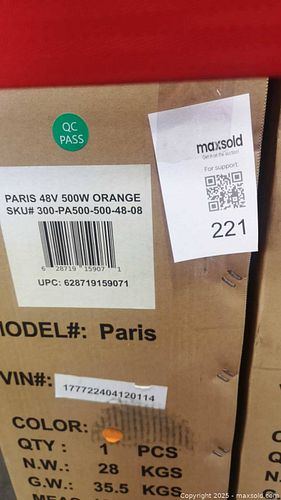 QC
PASS
maxsold
For support:
221
PARIS 48V 500W ORANGE
SKU# 300-PA500-500-48-08
6 28719 15907 1
UPC: 628719159071
MODEL#: Paris
VIN#:
177722404120114
COLOR:
QTY : 1 PCS
N.W.: 28 KGS
G.W.: 35.5 KGS
MEAS
© Copyright 2025 - maxsold.com